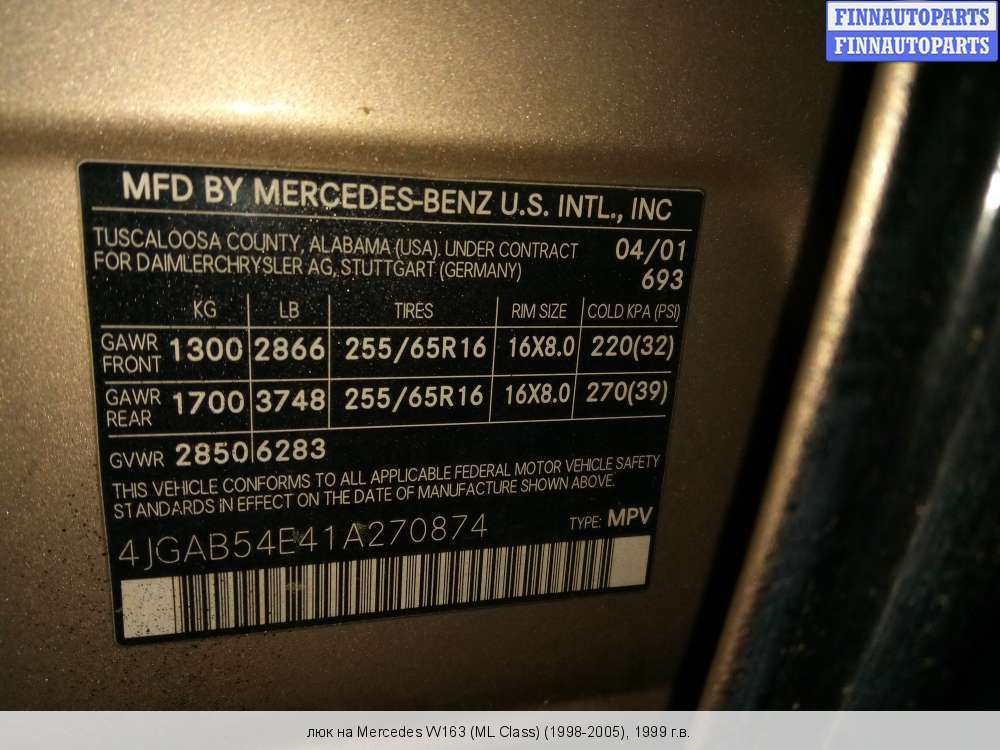 FINNAUTOPARTS
FINNAUTOPARTS
MFD BY MERCEDES-BENZ U.S. INTL., INC
TUSCALOOSA COUNTY, ALABAMA (USA). UNDER CONTRACT 04/01
FOR DAIMLERCHRYSLER AG, STUTTGART (GERMANY) 693
KG LB TIRES RIM SIZE COLD KPA (PSI)
GAWR FRONT 1300 2866 255/65R16 16X8.0 220(32)
GAWR REAR 1700 3748 255/65R16 16X8.0 270(39)
GVWR 2850 6283
THIS VEHICLE CONFORMS TO ALL APPLICABLE FEDERAL MOTOR VEHICLE SAFETY
STANDARDS IN EFFECT ON THE DATE OF MANUFACTURE SHOWN ABOVE.
4JGAB54E41A270874 TYPE: MPV
люк на Mercedes W163 (ML Class) (1998-2005), 1999 г.в.